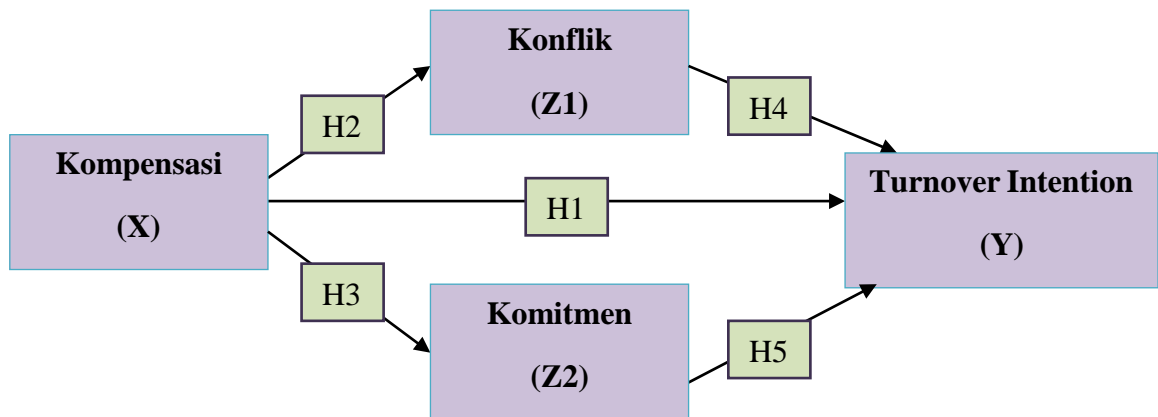 Konflik
(Z1)
H2
H4
Kompensasi
(X)
H1
Turnover Intention
(Y)
H3
Komitmen
(Z2)
H5